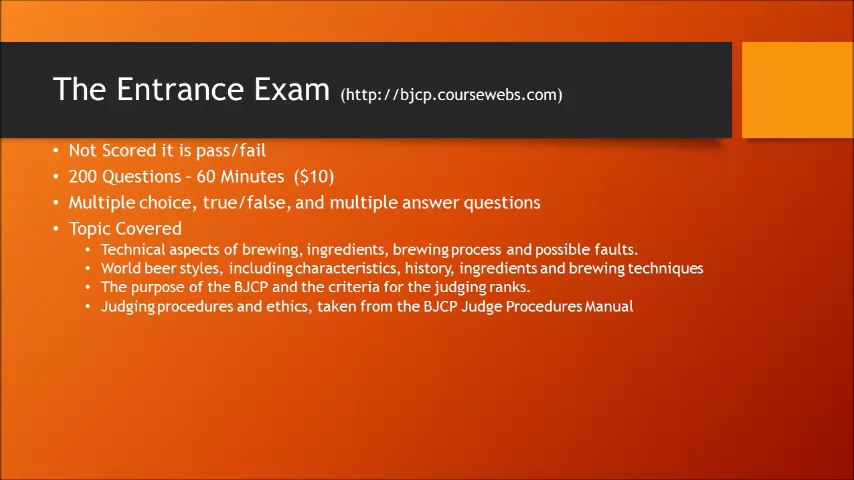 The Entrance Exam (http://bjcp.coursewebs.com)
• Not Scored it is pass/fail
• 200 Questions – 60 Minutes ($10)
• Multiple choice, true/false, and multiple answer questions
• Topic Covered
• Technical aspects of brewing, ingredients, brewing process and possible faults.
• World beer styles, including characteristics, history, ingredients and brewing techniques
• The purpose of the BJCP and the criteria for the judging ranks.
• Judging procedures and ethics, taken from the BJCP Judge Procedures Manual